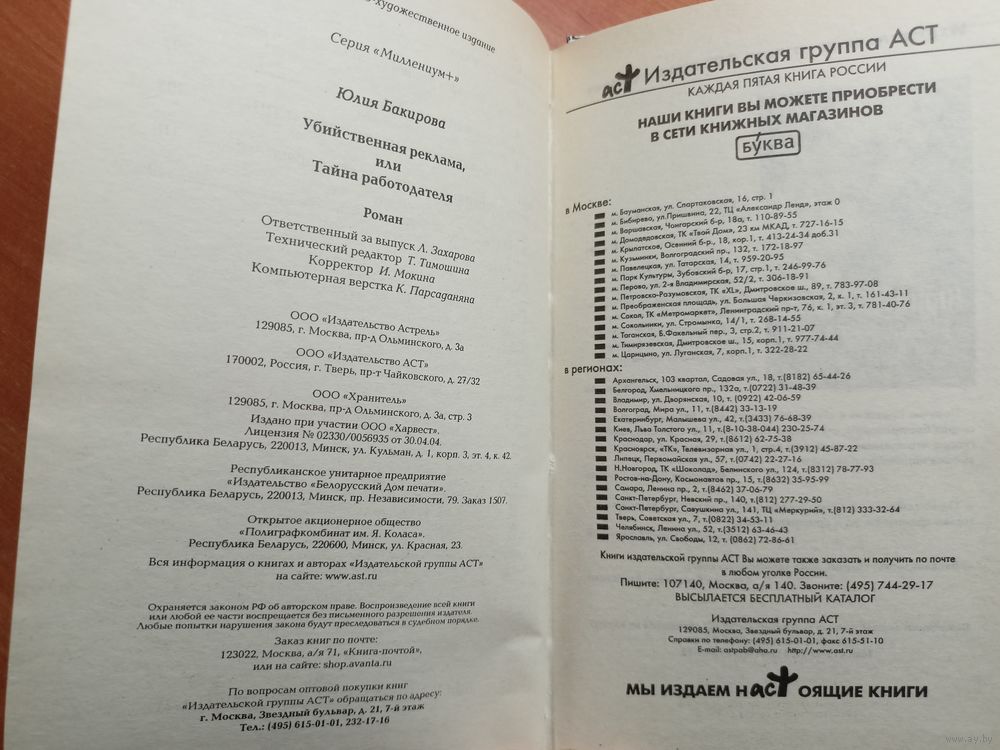 -художественное издание
Серия «Миллениум+»
Юлия Бакирова
Убийственная реклама,
или
Тайна работодателя
Роман
Ответственный за выпуск Л. Захарова
Технический редактор Т. Тимошина
Корректор И. Мокина
Компьютерная верстка К. Парсаданяна
ООО «Издательство Астрель»
129085, г. Москва, пр-д Ольминского, д. 3а
ООО «Издательство АСТ»
170002, Россия, г. Тверь, пр-т Чайковского, д. 27/32
ООО «Хранитель»
129085, г. Москва, пр-д Ольминского, д. 3а, стр. 3
Издано при участии ООО «Харвест».
Лицензия № 02330/0056935 от 30.04.04.
Республика Беларусь, 220013, Минск, ул. Кульман, д. 1, корп. 3, эт. 4, к. 42.
Республиканское унитарное предприятие
«Издательство «Белорусский Дом печати».
Республика Беларусь, 220013, Минск, пр. Независимости, 79. Заказ 1507.
Открытое акционерное общество
«Полиграфкомбинат им. Я. Коласа».
Республика Беларусь, 220600, Минск, ул. Красная, 23.
Вся информация о книгах и авторах «Издательской группы АСТ»
на сайте: www.ast.ru
Охраняется законом РФ об авторском праве. Воспроизведение всей книги
или любой ее части воспрещается без письменного разрешения издателя.
Любые попытки нарушения закона будут преследоваться в судебном порядке.
Заказ книг по почте:
123022, Москва, а/я 71, «Книга-почтой»,
или на сайте: shop.avanta.ru
По вопросам оптовой покупки книг
«Издательской группы АСТ» обращаться по адресу:
г. Москва, Звездный бульвар, д. 21, 7-й этаж
Тел.: (495) 615-01-01, 232-17-16
аст Издательская группа АСТ
КАЖДАЯ ПЯТАЯ КНИГА РОССИИ
НАШИ КНИГИ ВЫ МОЖЕТЕ ПРИОБРЕСТИ
В СЕТИ КНИЖНЫХ МАГАЗИНОВ
БУКВА
в Москве:
м. Бауманская, ул. Спартаковская, 16, стр. 1
м. Бибирево, ул.Пришвина, 22, ТЦ «Александр Ленд», этаж 0
м. Варшавская, Чонгарский б-р, 18а, т. 110-89-55
м. Домодедовская, ТК «Твой Дом», 23 км МКАД, т. 727-16-15
м. Крылатское, Осенний б-р, 18, кор.1, т. 413-24-34 доб.31
м. Кузьминки, Волгоградский пр., 132, т. 172-18-97
м. Павелецкая, ул. Татарская, 14, т. 959-20-95
м. Парк Культуры, Зубовский б-р, 17, стр.1, т. 246-99-76
м. Перово, ул. 2-я Владимирская, 52/2, т. 306-18-91
м. Петровско-Разумовская, ТК «XL», Дмитровское ш., 89, т. 783-97-08
м. Преображенская площадь, ул. Большая Черкизовская, 2, к. 1, т. 161-43-11
м. Сокол, ТК «Метромаркет», Ленинградский пр-т, 76, к. 1, эт. 3, т. 781-40-76
м. Сокольники, ул. Стромынка, 14/1, т. 268-14-55
м. Таганская, Б.Факельный пер., 3, стр.2, т. 911-21-07
м. Тимирязевская, Дмитровское ш., 15, корп.1, т. 977-74-44
м. Царицыно, ул. Луганская, 7, корп.1, т. 322-28-22
в регионах:
Архангельск, 103 квартал, Садовая ул., 18, т.(8182) 65-44-26
Белгород, Хмельницкого пр., 132а, т.(0722) 31-48-39
Владимир, ул. Дворянская, 10, т. (0922) 42-06-59
Волгоград, Мира ул., 11, т.(8442) 33-13-19
Екатеринбург, Малышева ул., 42, т.(3433) 76-68-39
Киев, Льва Толстого ул., 11, т.(8-10-38-044) 230-25-74
Краснодар, ул. Красная, 29, т.(8612) 62-75-38
Красноярск, «ТК», Телевизорная ул., 1, стр.4, т.(3912) 45-87-22
Липецк, Первомайская ул., 57, т.(0742) 22-27-16
Н.Новгород, ТК «Шоколад», Белинского ул., 124, т.(8312) 78-77-93
Ростов-на-Дону, Космонавтов пр., 15, т.(8632) 35-95-99
Самара, Ленина пр., 2, т.(8462) 37-06-79
Санкт-Петербург, Невский пр., 140, т.(812) 277-29-50
Санкт-Петербург, Савушкина ул., 141, ТЦ «Меркурий», т.(812) 333-32-64
Тверь, Советская ул., 7, т.(0822) 34-53-11
Челябинск, Ленина ул., 52, т.(3512) 63-46-43
Ярославль, ул. Свободы, 12, т. (0862) 72-86-61
Книги издательской группы АСТ Вы можете также заказать и получить по почте
в любом уголке России.
Пишите: 107140, Москва, а/я 140. Звоните: (495) 744-29-17
ВЫСЫЛАЕТСЯ БЕСПЛАТНЫЙ КАТАЛОГ
Издательская группа АСТ
129085, Москва, Звездный бульвар, д. 21, 7-й этаж
Справки по телефону: (495) 615-01-01, факс 615-51-10
E-mail: astpab@aha.ru http://www.ast.ru
МЫ ИЗДАЕМ НастОЯЩИЕ КНИГИ
www.ay.by